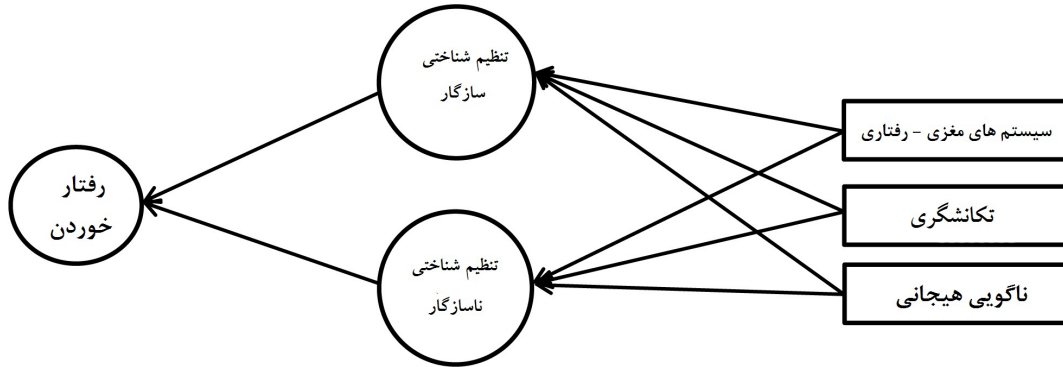 تنظیم شناختی
سازگار
سیستم های مغزی - رفتاری
تکانشگری
ناگویی هیجانی
رفتار
خوردن
تنظیم شناختی
ناسازگار